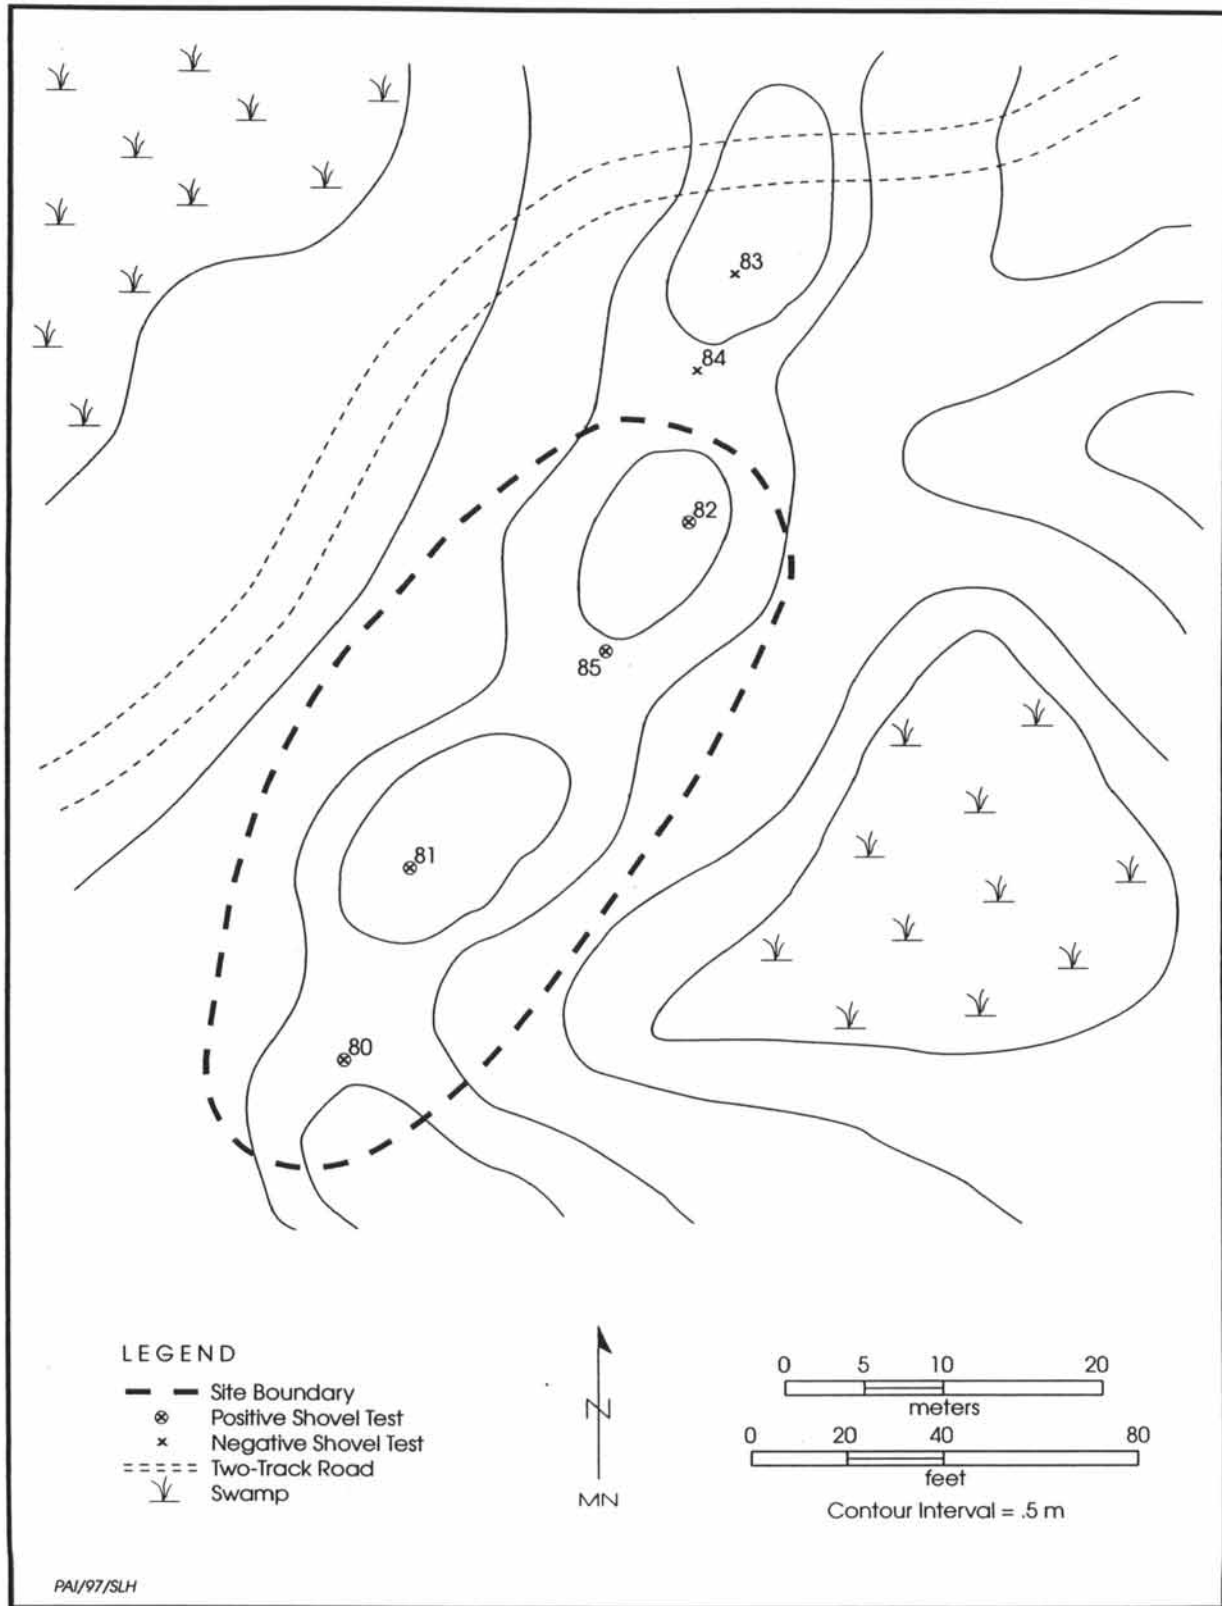 83
84
82
85
81
80
LEGEND
Site Boundary
Positive Shovel Test
Negative Shovel Test
Two-Track Road
Swamp
N
MN
0 5 10 20
meters
0 20 40 80
feet
Contour Interval = .5 m
PAI/97/SLH